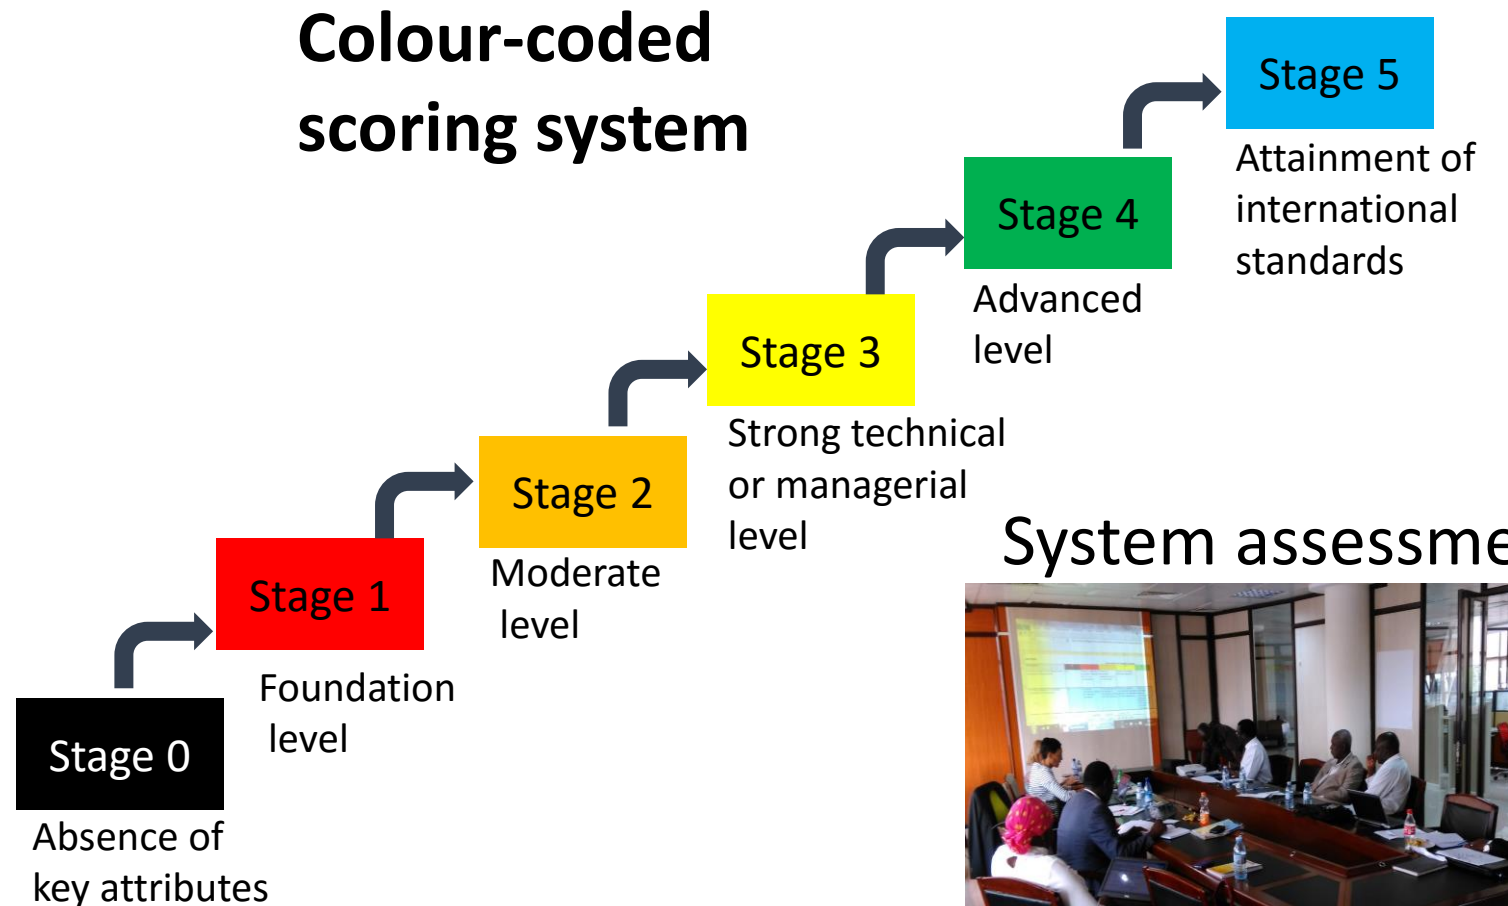 Colour-coded
scoring system
Stage 5
Attainment of
international
standards
Stage 4
Advanced
level
Stage 3
Strong technical
or managerial
level
Stage 2
Moderate
level
Stage 1
Foundation
level
Stage 0
Absence of
key attributes
System assessme